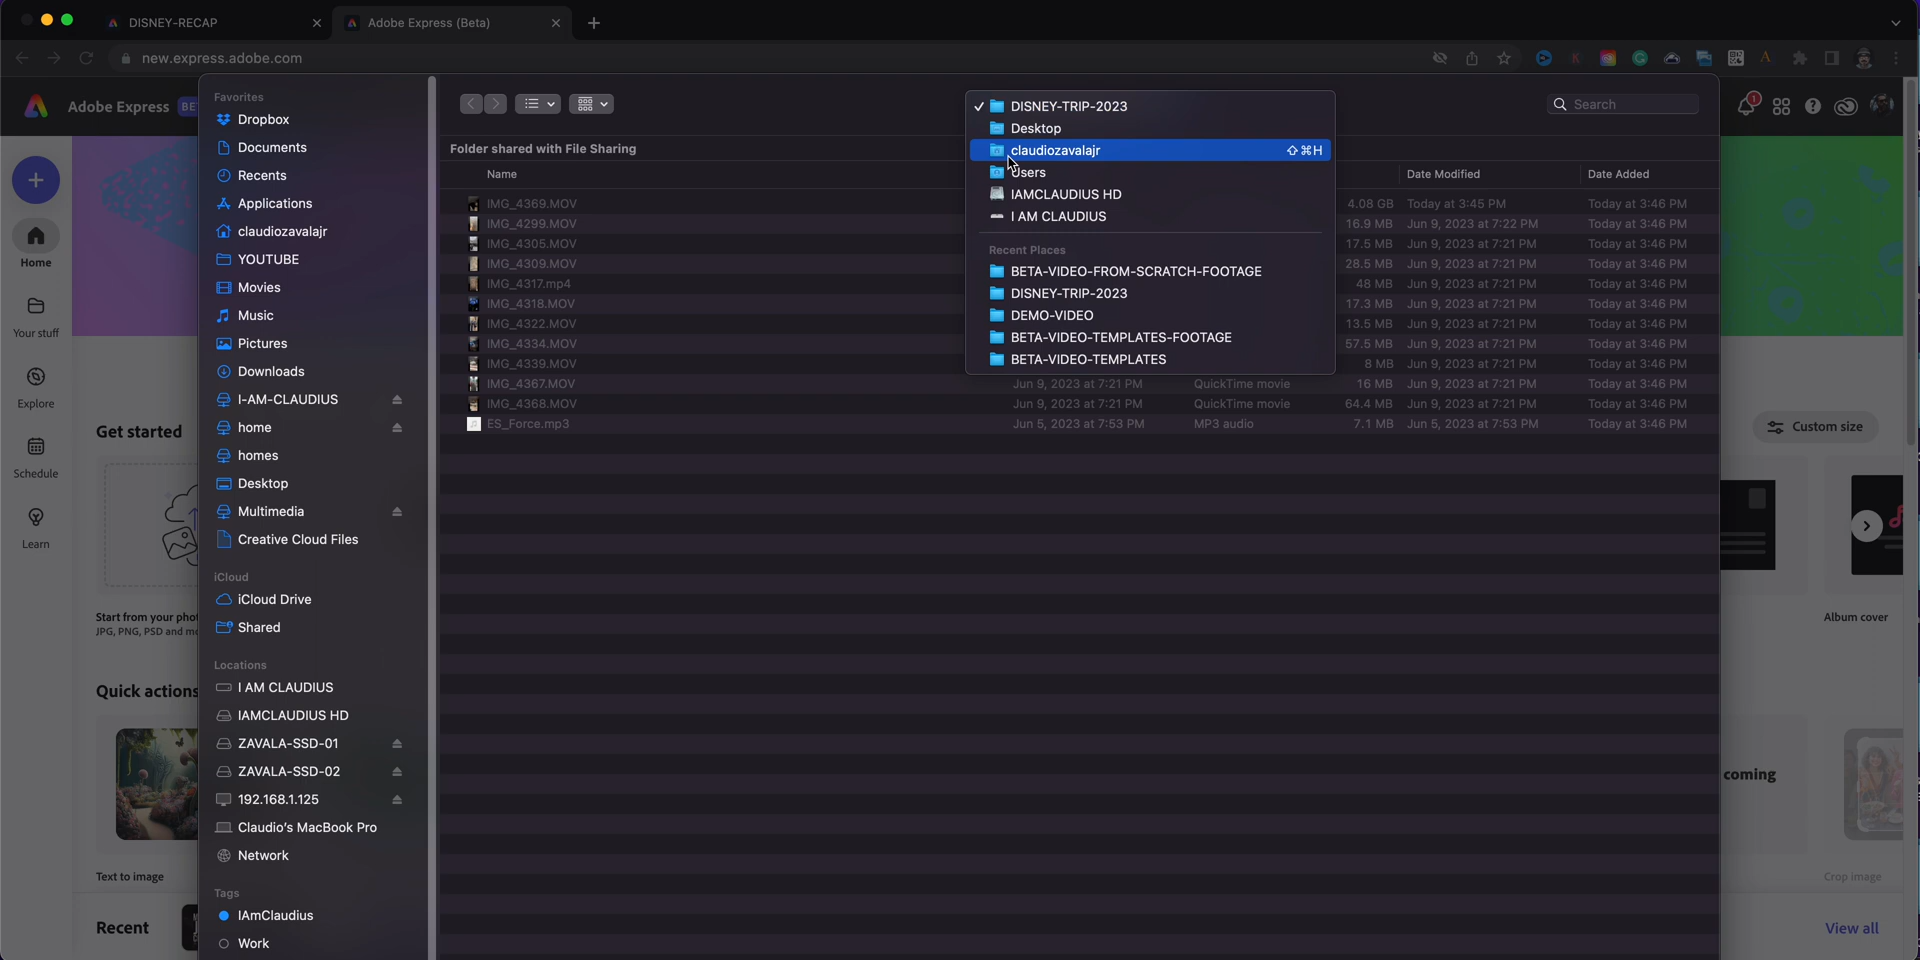 DISNEY-RECAP
Adobe Express (Beta)
new.express.adobe.com
Adobe Express BE
1
Home
Your stuff
Explore
Schedule
Learn
Get started
Start from your phot
JPG, PNG, PSD and mo
Quick actions
Text to image
Recent
Favorites
Dropbox
Documents
Recents
Applications
claudiozavalajr
YOUTUBE
Movies
Music
Pictures
Downloads
I-AM-CLAUDIUS
home
homes
Desktop
Multimedia
Creative Cloud Files
iCloud
iCloud Drive
Shared
Locations
I AM CLAUDIUS
IAMCLAUDIUS HD
ZAVALA-SSD-01
ZAVALA-SSD-02
192.168.1.125
Claudio's MacBook Pro
Network
Tags
IAmClaudius
Work
Search
Folder shared with File Sharing
Name Date Modified Date Added
IMG_4369.MOV 4.08 GB Today at 3:45 PM Today at 3:46 PM
IMG_4299.MOV 16.9 MB Jun 9, 2023 at 7:22 PM Today at 3:46 PM
IMG_4305.MOV 17.5 MB Jun 9, 2023 at 7:21 PM Today at 3:46 PM
IMG_4309.MOV 28.5 MB Jun 9, 2023 at 7:21 PM Today at 3:46 PM
IMG_4317.mp4 48 MB Jun 9, 2023 at 7:21 PM Today at 3:46 PM
IMG_4318.MOV 17.3 MB Jun 9, 2023 at 7:21 PM Today at 3:46 PM
IMG_4322.MOV 13.5 MB Jun 9, 2023 at 7:21 PM Today at 3:46 PM
IMG_4334.MOV 57.5 MB Jun 9, 2023 at 7:21 PM Today at 3:46 PM
IMG_4339.MOV 8 MB Jun 9, 2023 at 7:21 PM Today at 3:46 PM
IMG_4367.MOV Jun 9, 2023 at 7:21 PM QuickTime movie 16 MB Jun 9, 2023 at 7:21 PM Today at 3:46 PM
IMG_4368.MOV Jun 9, 2023 at 7:21 PM QuickTime movie 64.4 MB Jun 9, 2023 at 7:21 PM Today at 3:46 PM
ES_Force.mp3 Jun 5, 2023 at 7:53 PM MP3 audio 7.1 MB Jun 5, 2023 at 7:53 PM Today at 3:46 PM
✓ DISNEY-TRIP-2023
Desktop
claudiozavalajr ⇧⌘H
Users
IAMCLAUDIUS HD
I AM CLAUDIUS
Recent Places
BETA-VIDEO-FROM-SCRATCH-FOOTAGE
DISNEY-TRIP-2023
DEMO-VIDEO
BETA-VIDEO-TEMPLATES-FOOTAGE
BETA-VIDEO-TEMPLATES
Custom size
Album cover
coming
Crop image
View all